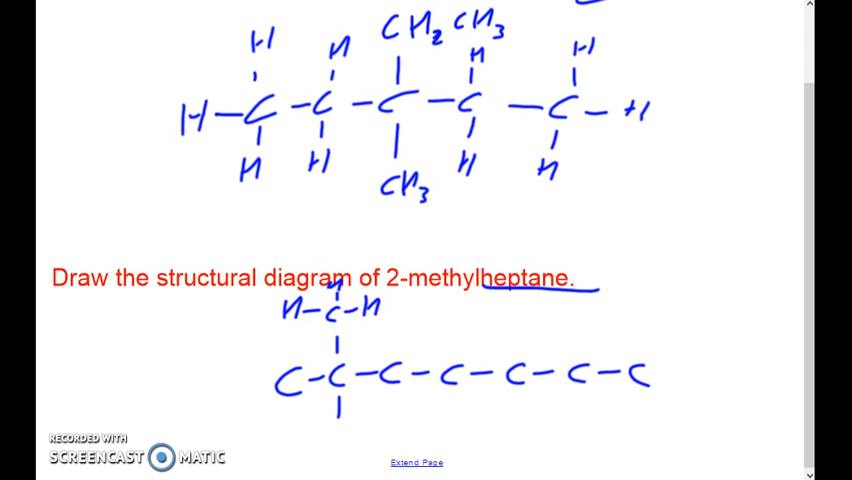 CH2CH3
H H H H
H-C-C-C-C-C-H
H H CH3 H H
Draw the structural diagram of 2-methylheptane.
H
H-C-H
C-C-C-C-C-C-C
RECORDED WITH
SCREENCAST MATIC
Extend Page